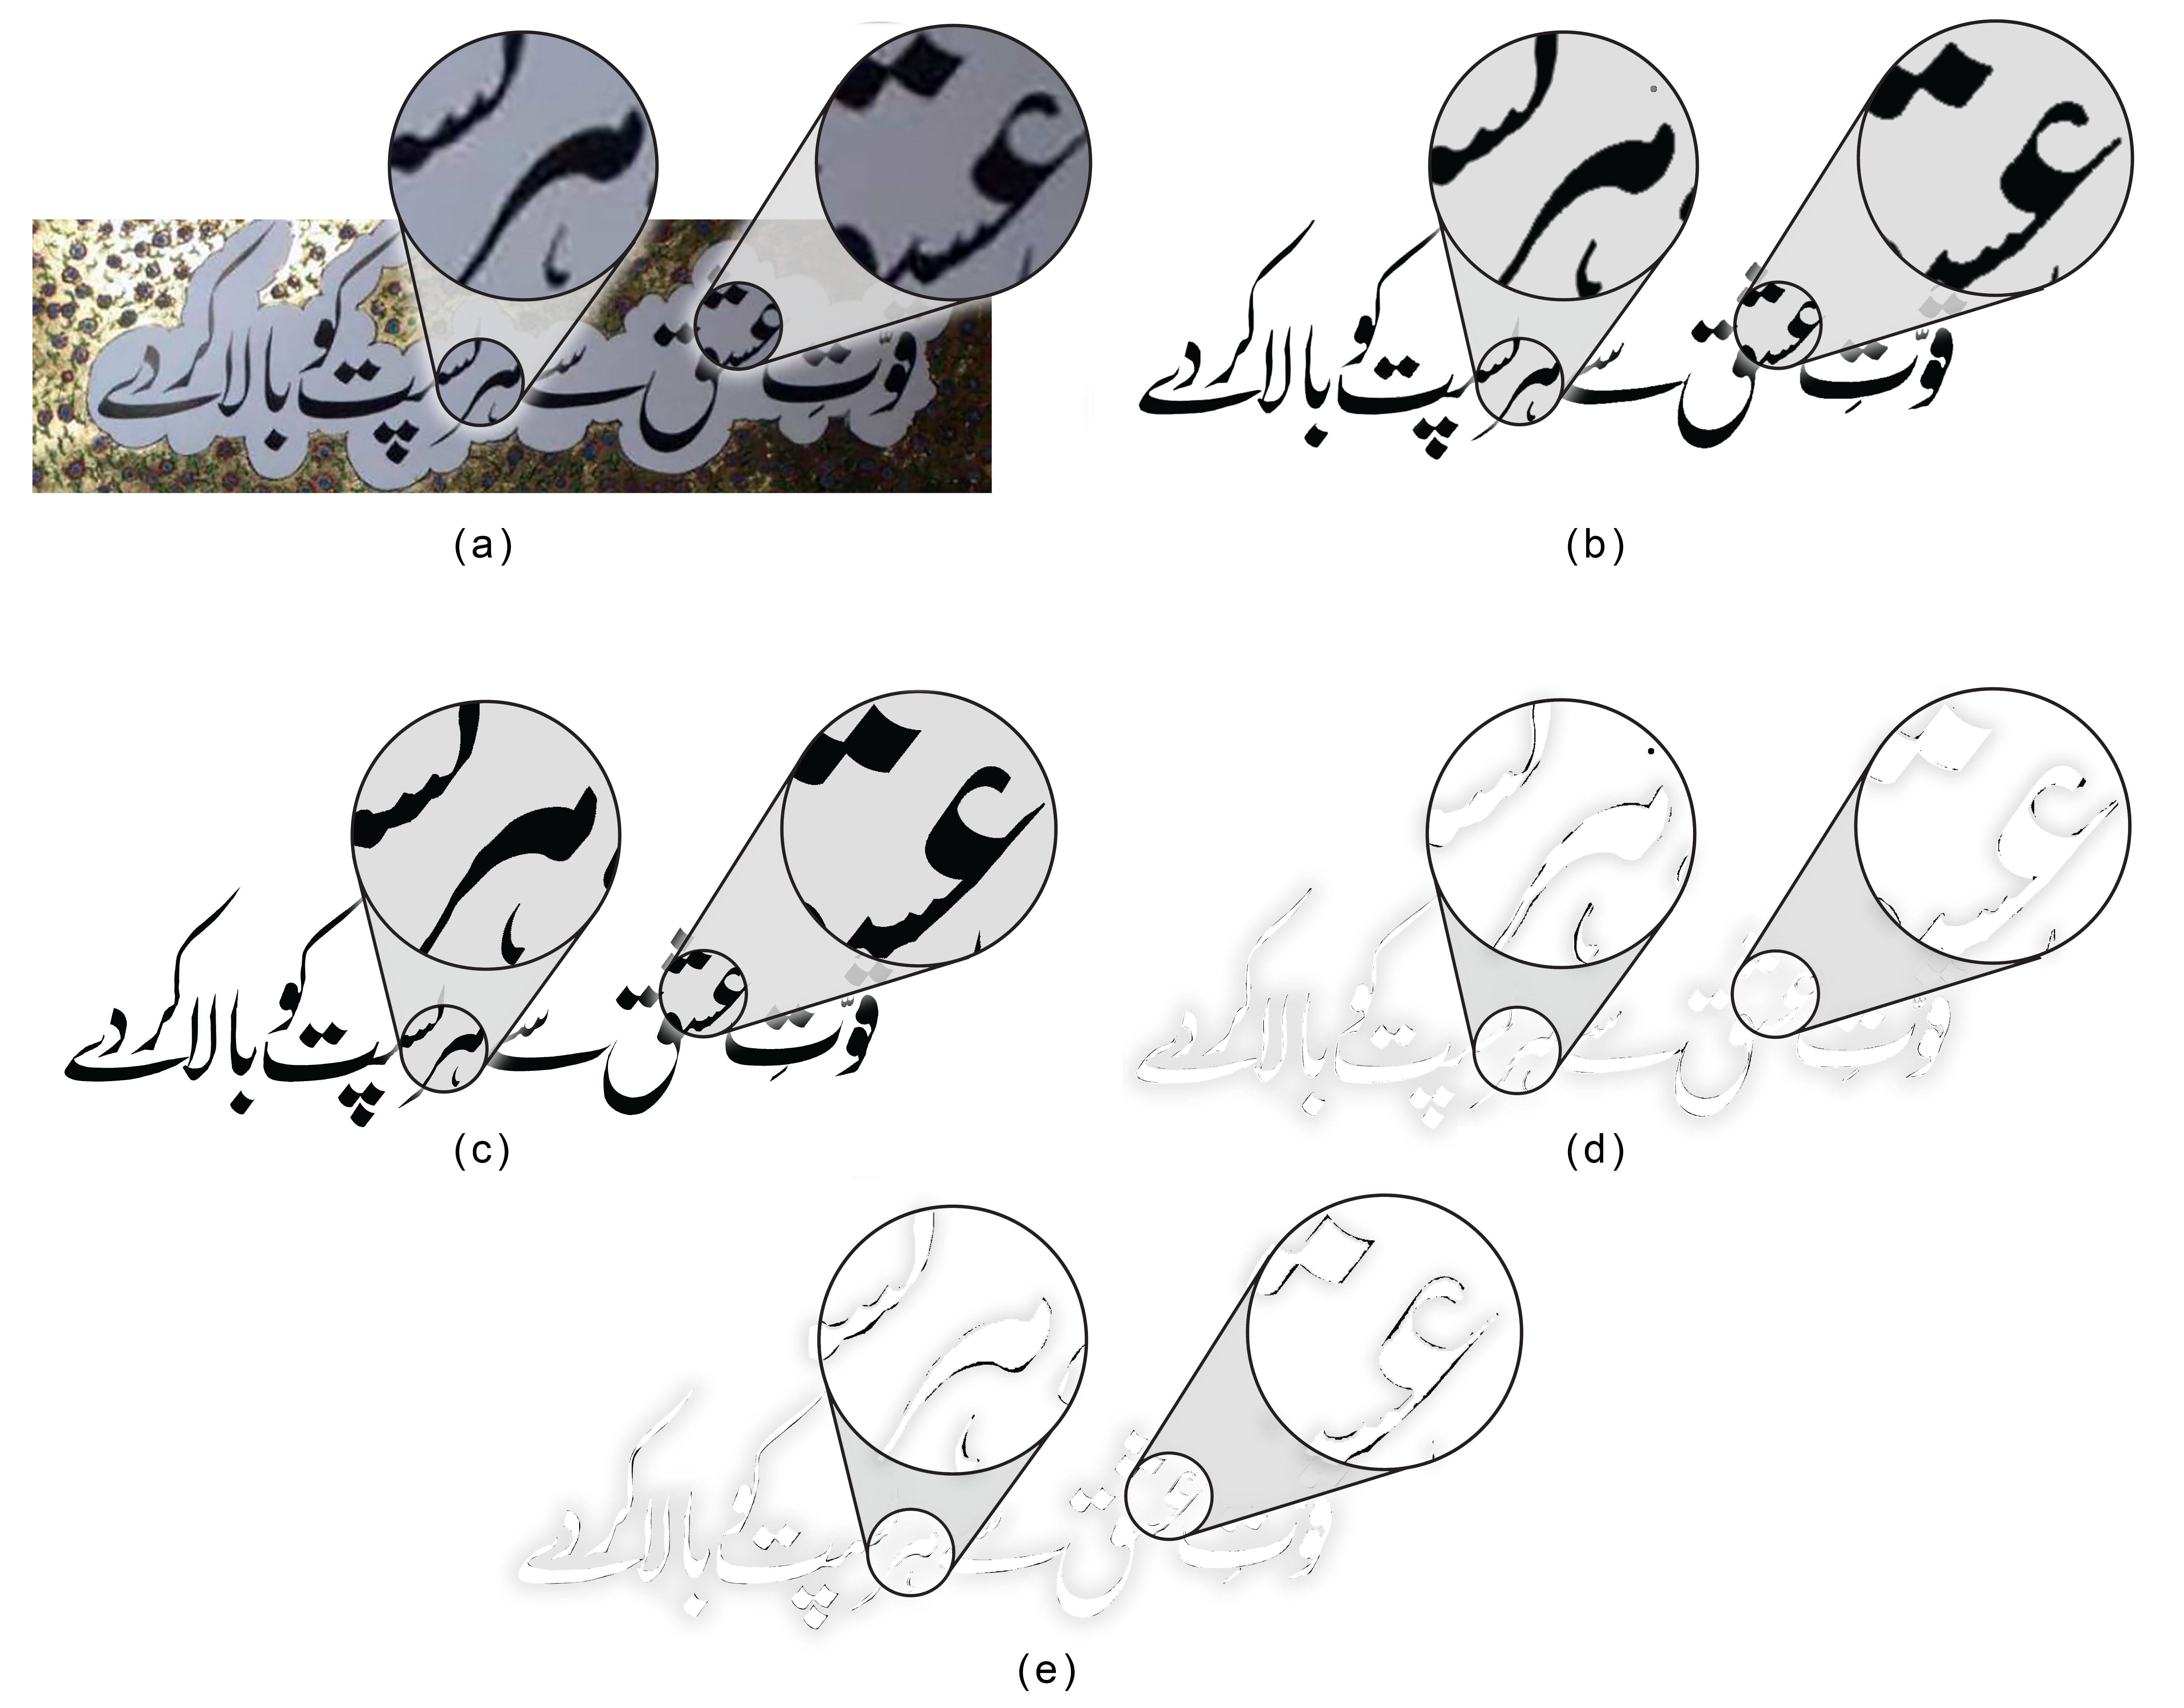 قوّتِ عشق سے ہر پست کو بالا کر دے
(a)
قوّتِ عشق سے ہر پست کو بالا کر دے
(b)
قوّتِ عشق سے ہر پست کو بالا کر دے
(c)
قوّتِ عشق سے ہر پست کو بالا کر دے
(d)
قوّتِ عشق سے ہر پست کو بالا کر دے
(e)